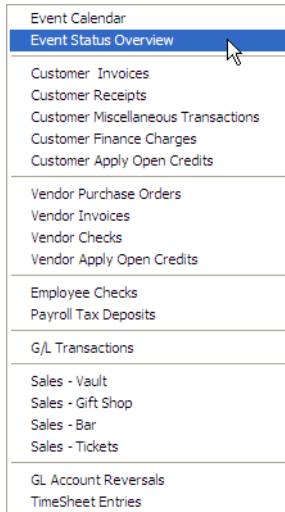 Event Calendar
Event Status Overview
Customer  Invoices
Customer Receipts
Customer Miscellaneous Transactions
Customer Finance Charges
Customer Apply Open Credits
Vendor Purchase Orders
Vendor Invoices
Vendor Checks
Vendor Apply Open Credits
Employee Checks
Payroll Tax Deposits
G/L Transactions
Sales - Vault
Sales - Gift Shop
Sales - Bar
Sales - Tickets
GL Account Reversals
TimeSheet Entries